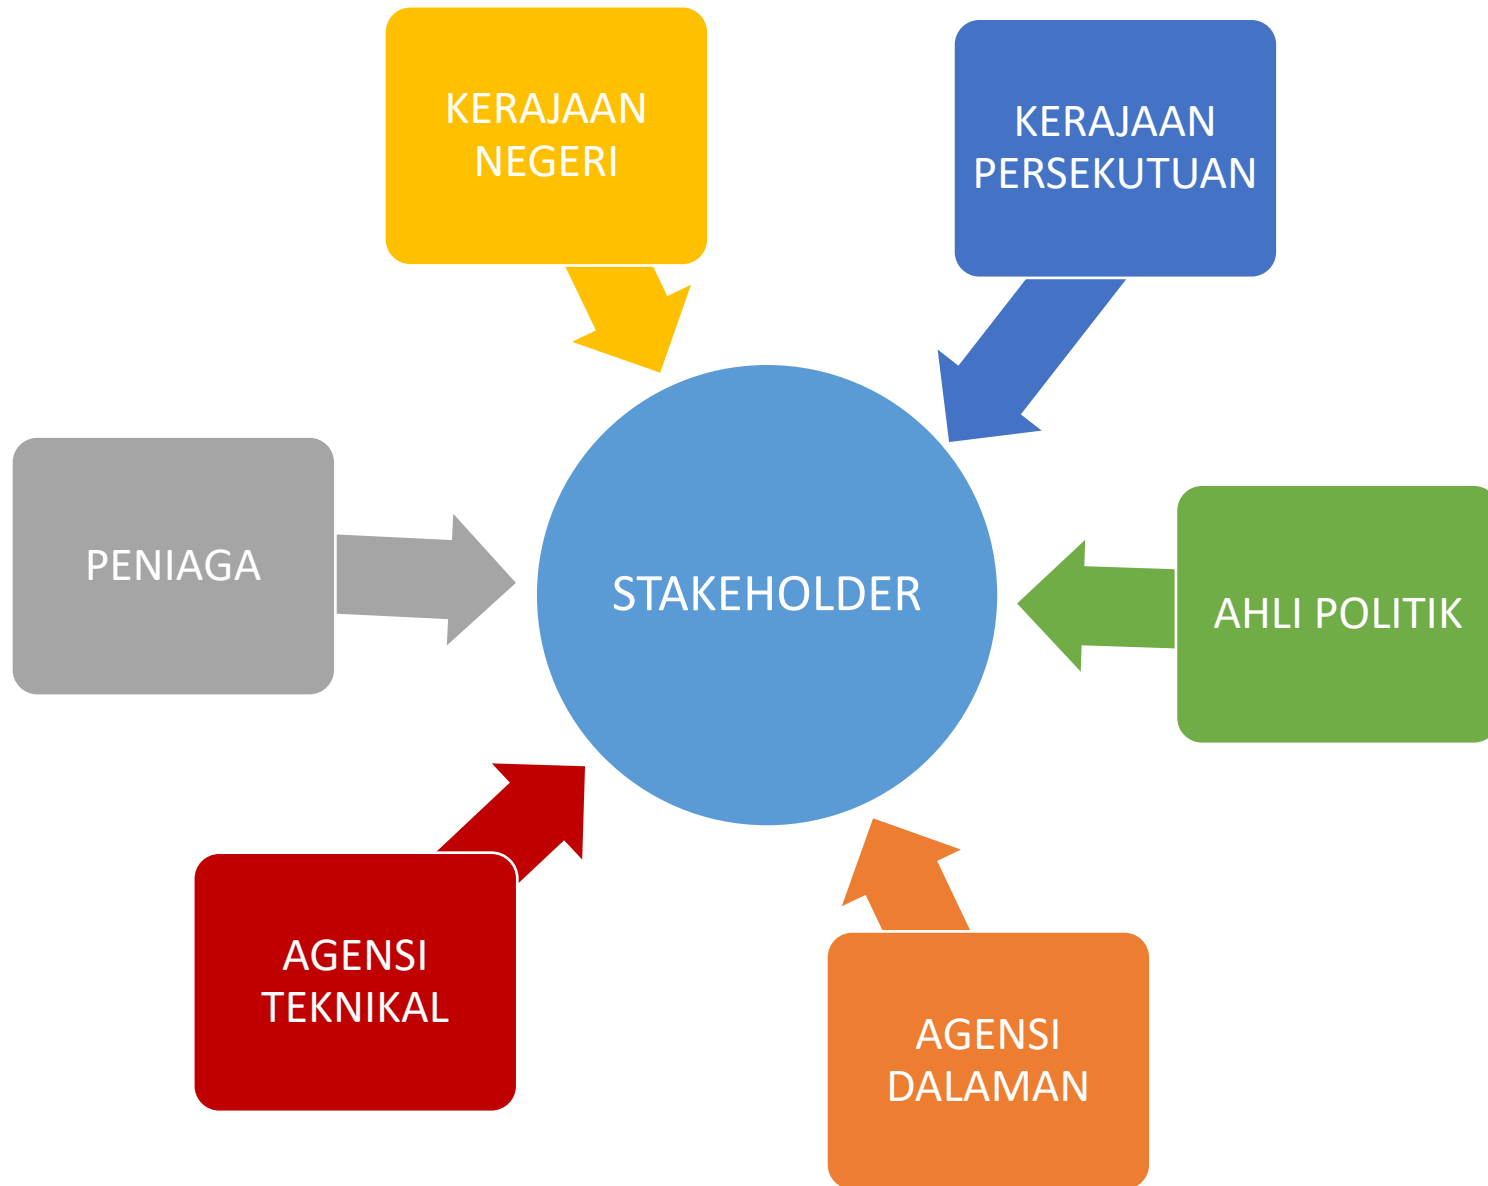 KERAJAAN
NEGERI
KERAJAAN
PERSEKUTUAN
PENIAGA
STAKEHOLDER
AHLI POLITIK
AGENSI
TEKNIKAL
AGENSI
DALAMAN